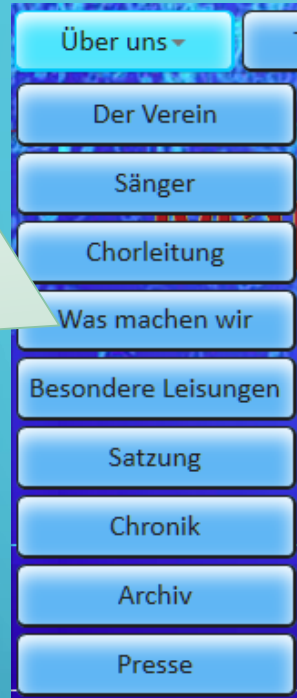 Über uns
Der Verein
Sänger
Chorleitung
Was machen wir
Besondere Leisungen
Satzung
Chronik
Archiv
Presse